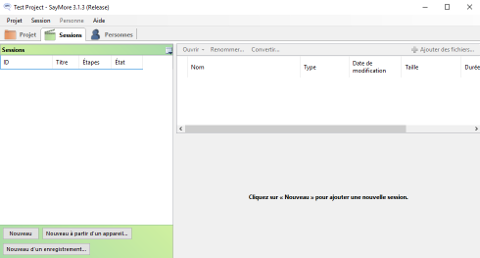 Test Project - SayMore 3.1.3 (Release)
Projet Session Personne Aide
Projet Sessions Personnes
Sessions
Ouvrir Renommer... Convertir... Ajouter des fichiers...
ID Titre Étapes État
Nom Type Date de modification Taille Durée
Cliquez sur « Nouveau » pour ajouter une nouvelle session.
Nouveau Nouveau à partir d'un appareil...
Nouveau d'un enregistrement...